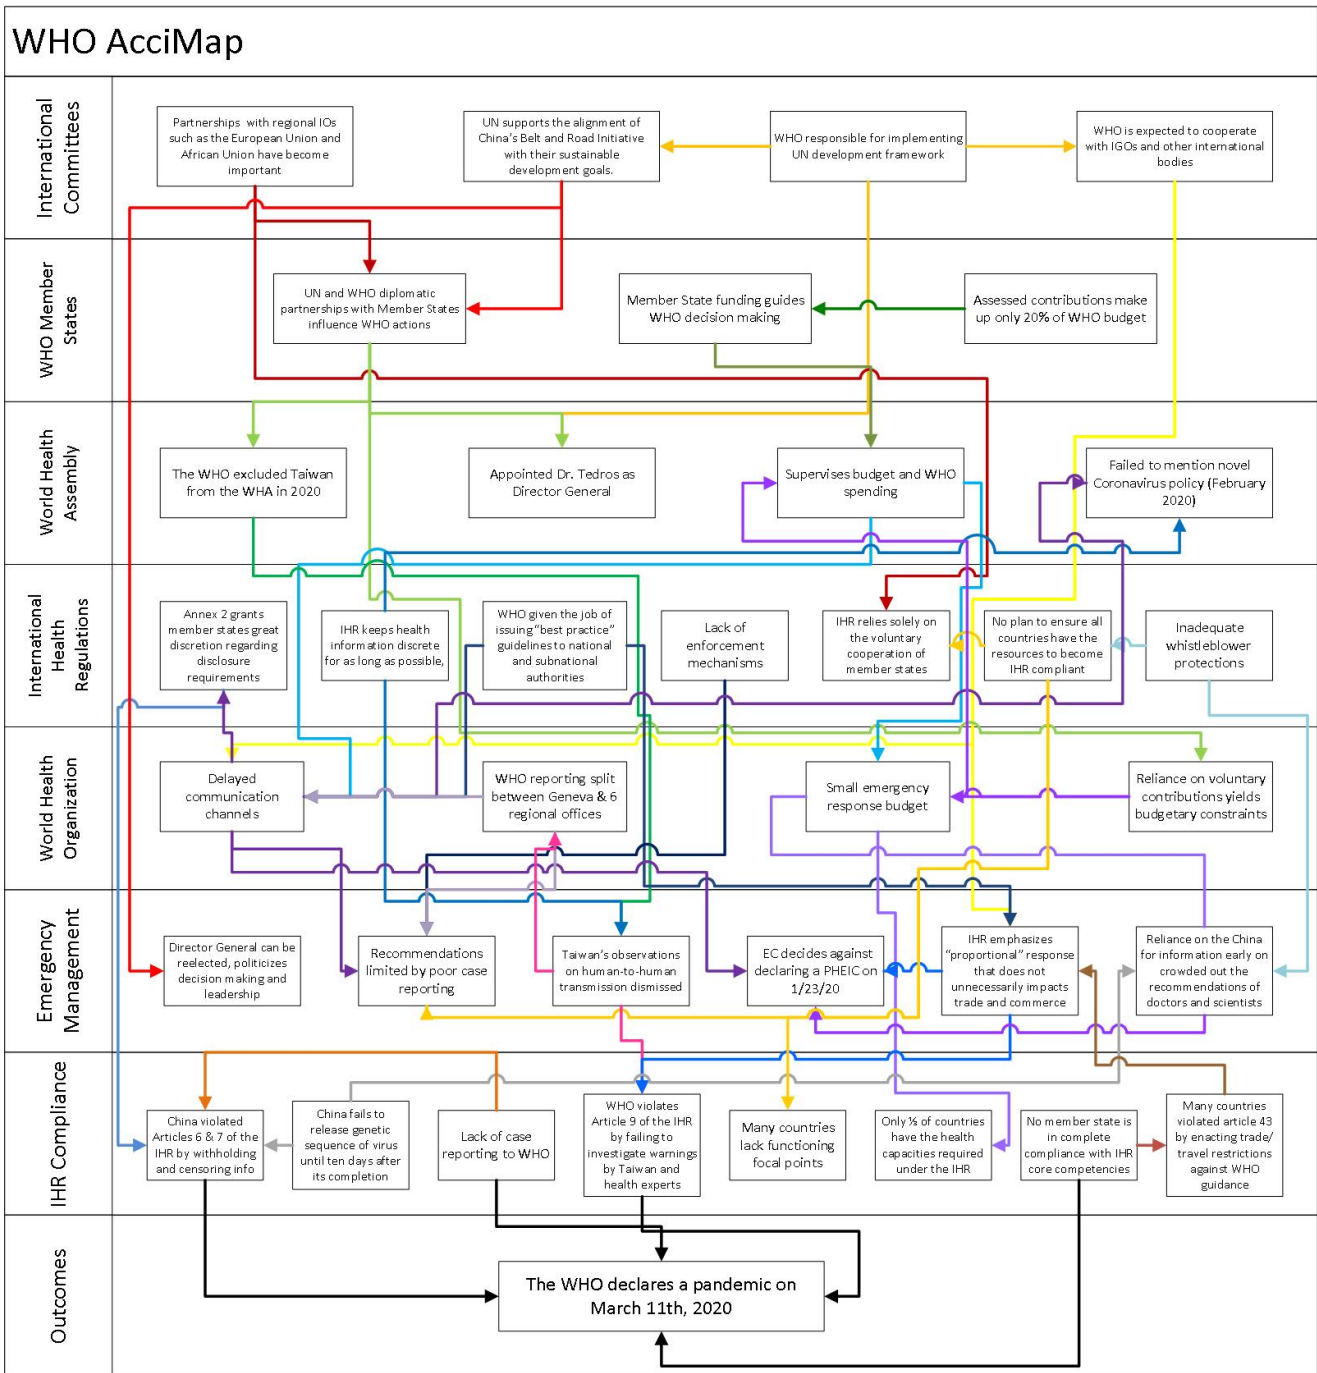 WHO AcciMap
International
Committees
Partnerships with regional IOs
such as the European Union and
African Union have become
important
UN supports the alignment of
China's Belt and Road Initiative
with their sustainable
development goals.
WHO responsible for implementing
UN development framework
WHO is expected to cooperate
with IGOs and other international
bodies
WHO Member
States
UN and WHO diplomatic
partnerships with Member States
influence WHO actions
Member State funding guides
WHO decision making
Assessed contributions make
up only 20% of WHO budget
World Health
Assembly
The WHO excluded Taiwan
from the WHA in 2020
Appointed Dr. Tedros as
Director General
Supervises budget and WHO
spending
Failed to mention novel
Coronavirus policy (February
2020)
International
Health
Regulations
Annex 2 grants
member states great
discretion regarding
disclosure
requirements
IHR keeps health
information discrete
for as long as possible,
WHO given the job of
issuing "best practice"
guidelines to national
and subnational
authorities
Lack of
enforcement
mechanisms
IHR relies solely on
the voluntary
cooperation of
member states
No plan to ensure all
countries have the
resources to become
IHR compliant
Inadequate
whistleblower
protections
World Health
Organization
Delayed
communication
channels
WHO reporting split
between Geneva & 6
regional offices
Small emergency
response budget
Reliance on voluntary
contributions yields
budgetary constraints
Emergency
Management
Director General can be
reelected, politicizes
decision making and
leadership
Recommendations
limited by poor case
reporting
Taiwan's observations
on human-to-human
transmission dismissed
EC decides against
declaring a PHEIC on
1/23/20
IHR emphasizes
"proportional" response
that does not
unnecessarily impacts
trade and commerce
Reliance on the China
for information early on
crowded out the
recommendations of
doctors and scientists
IHR Compliance
China violated
Articles 6 & 7 of the
IHR by withholding
and censoring info
China fails to
release genetic
sequence of virus
until ten days after
its completion
Lack of case
reporting to WHO
WHO violates
Article 9 of the IHR
by failing to
investigate warnings
by Taiwan and
health experts
Many countries
lack functioning
focal points
Only ⅓ of countries
have the health
capacities required
under the IHR
No member state is
in complete
compliance with IHR
core competencies
Many countries
violated article 43
by enacting trade/
travel restrictions
against WHO
guidance
Outcomes
The WHO declares a pandemic on
March 11th, 2020